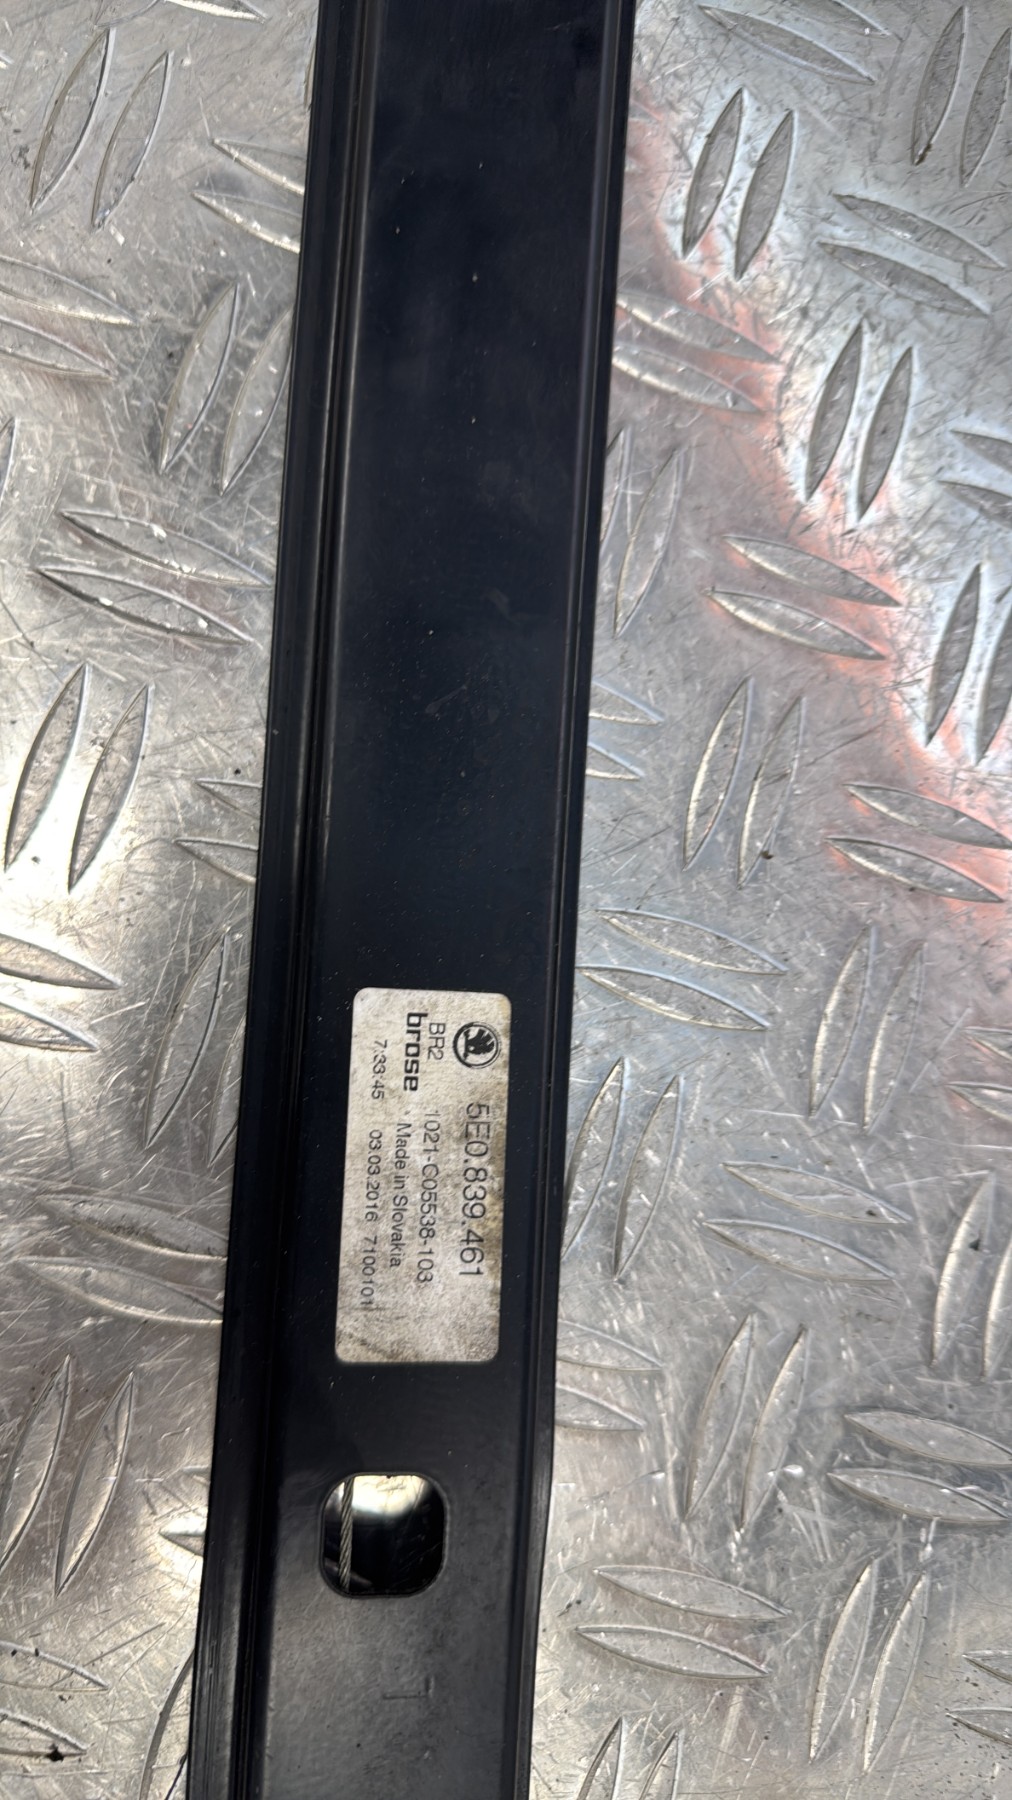 5E0.839.461
BR2 1021-C05538-103
brose Made in Slovakia
7:33:45 03.03.2016 7100101
L